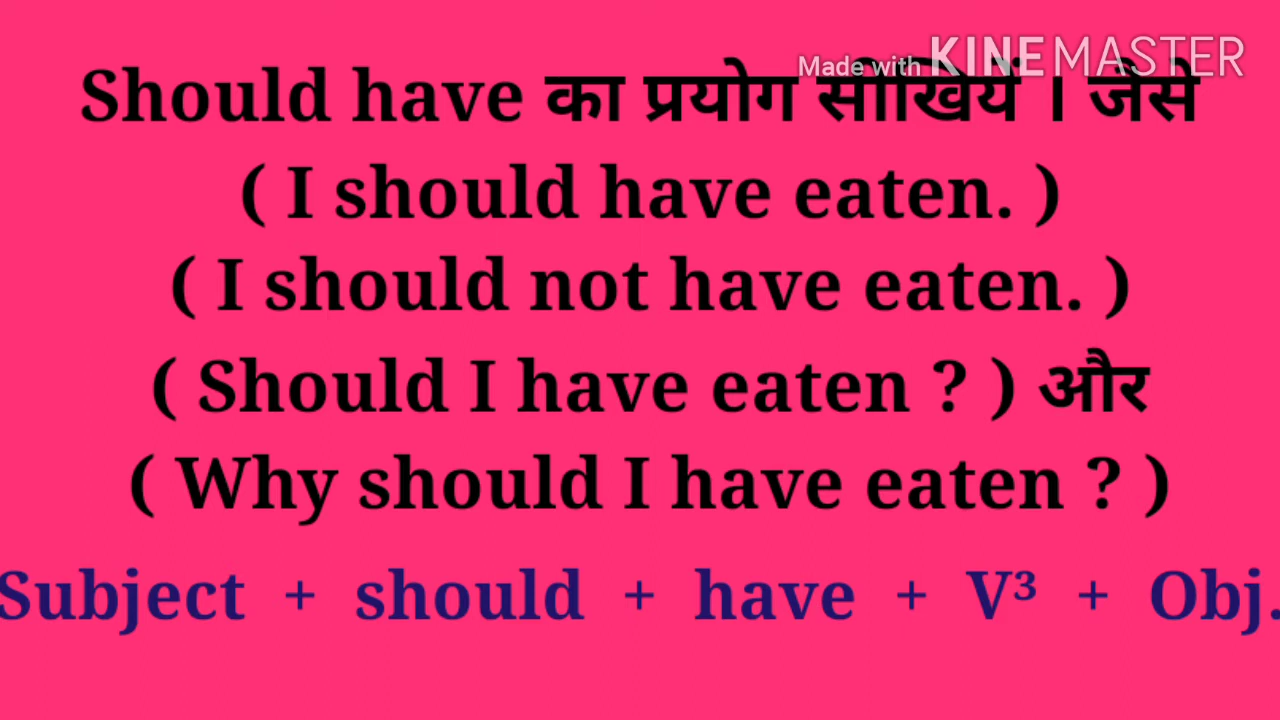 Made with KINEMASTER
Should have का प्रयोग सीखियें । जैसे
( I should have eaten. )
( I should not have eaten. )
( Should I have eaten ? ) और
( Why should I have eaten ? )
Subject + should + have + V³ + Obj.